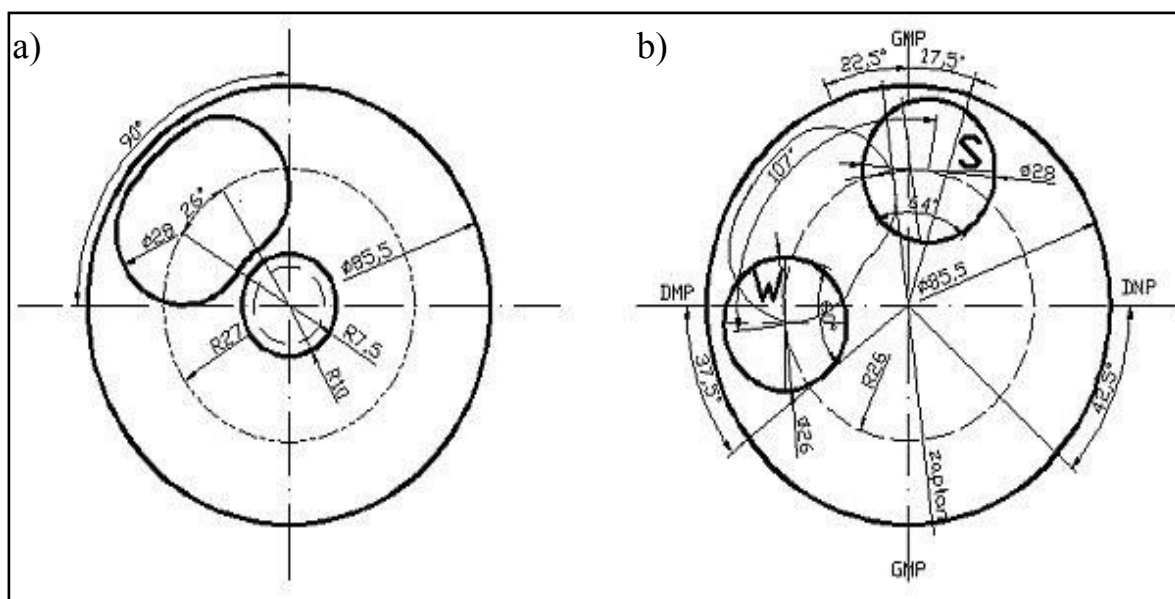 a)
90°
26°
ø28
ø85,5
R27
R7,5
R10
b)
GMP
22,5°
17,5°
107°
S
ø28
W
ø85,5
DMP
DNP
37,5°
R26
ø26
42,5°
zapłon
GMP